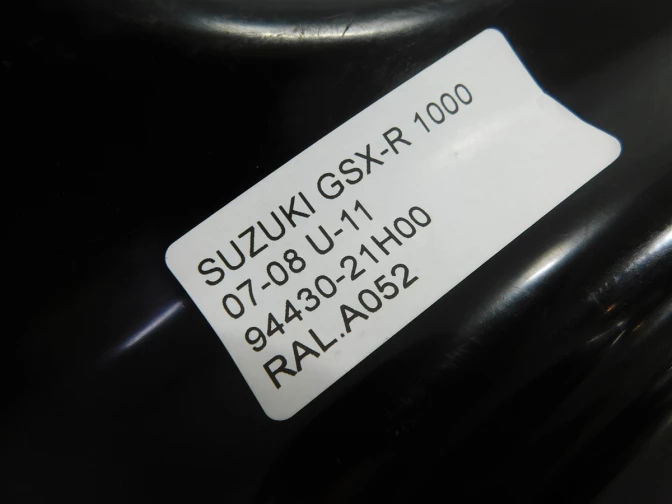 SUZUKI GSX-R 1000
07-08 U-11
94430-21H00
RAL.A052